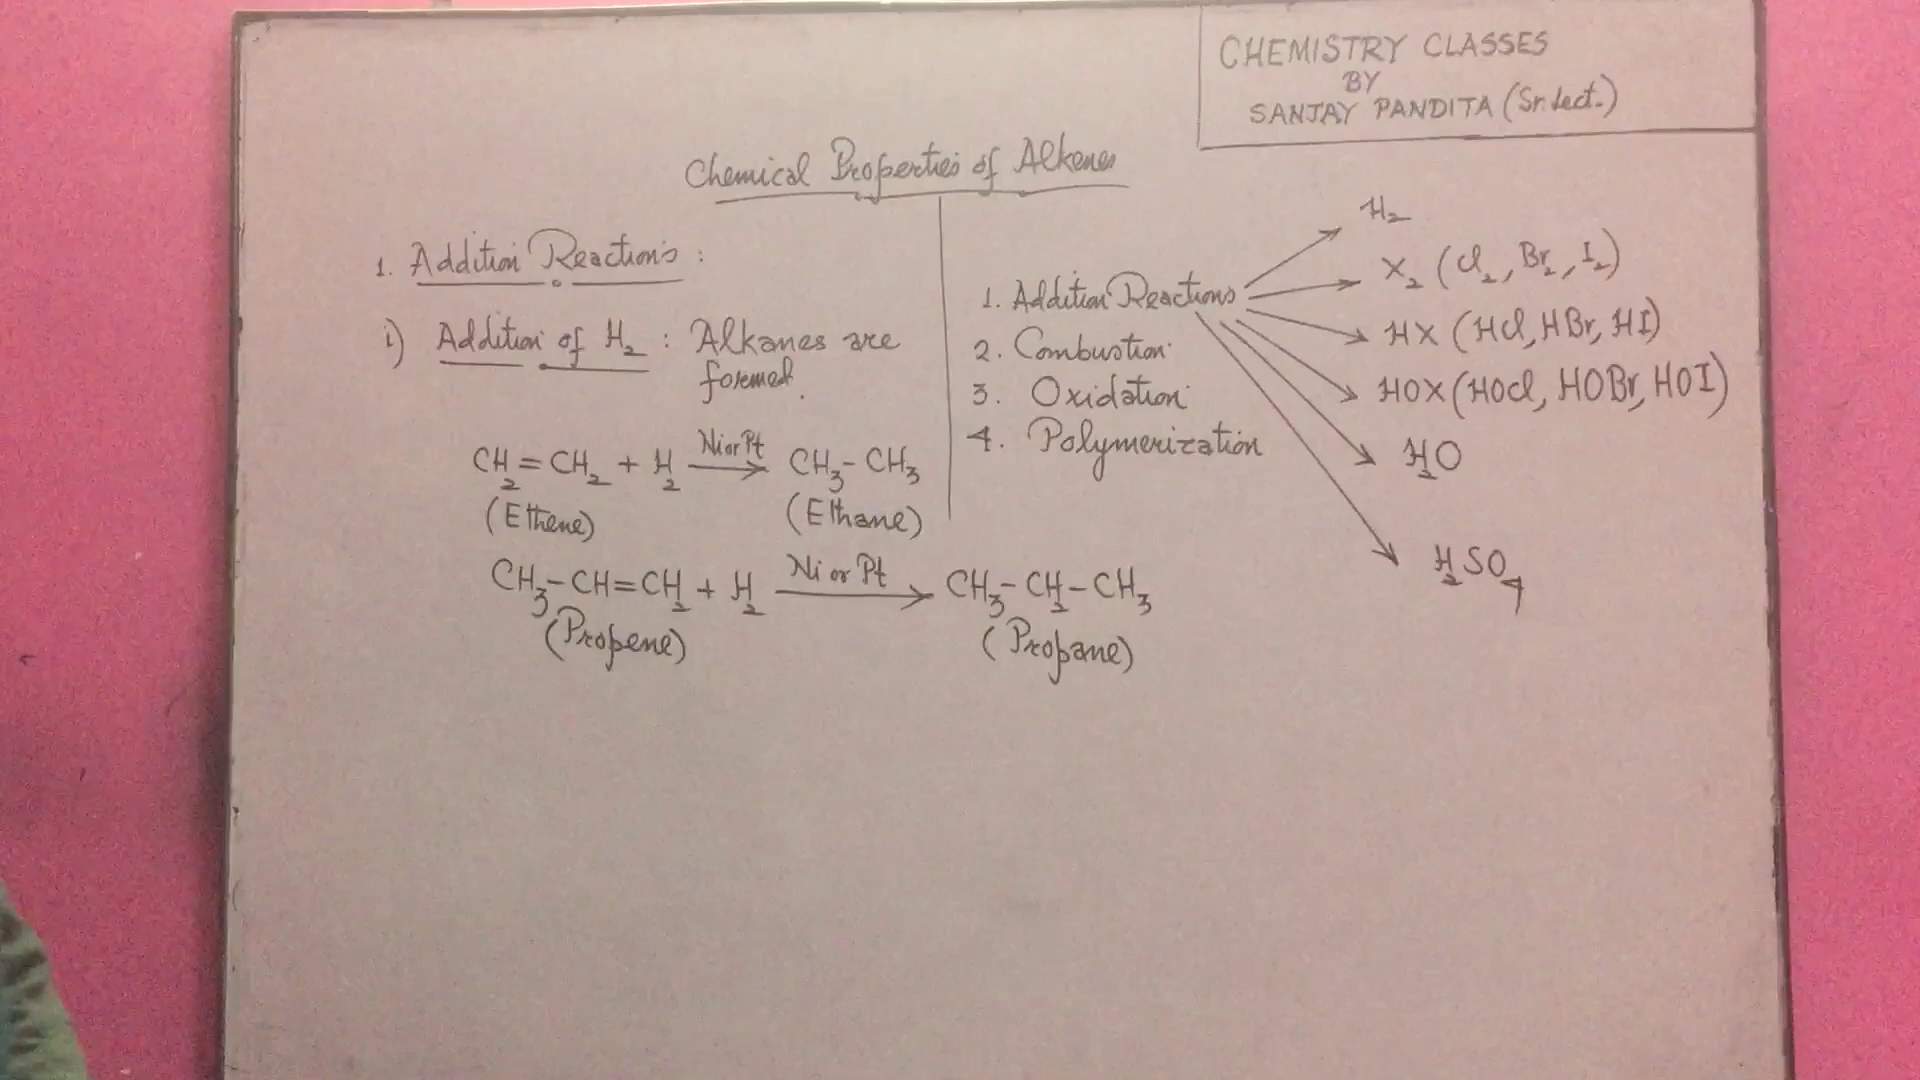 CHEMISTRY CLASSES
BY
SANJAY PANDITA (Sr. Lect.)
Chemical Properties of Alkenes
1. Addition Reactions :
i) Addition of H₂ : Alkanes are
formed.
CH₂=CH₂ + H₂ —Ni or Pt→ CH₃-CH₃
(Ethene) (Ethane)
CH₃-CH=CH₂ + H₂ —Ni or Pt→ CH₃-CH₂-CH₃
(Propene) (Propane)
1. Addition Reactions
2. Combustion
3. Oxidation
4. Polymerization
H₂
X₂ (Cl₂, Br₂, I₂)
HX (HCl, HBr, HI)
HOX (HOCl, HOBr, HOI)
H₂O
H₂SO₄